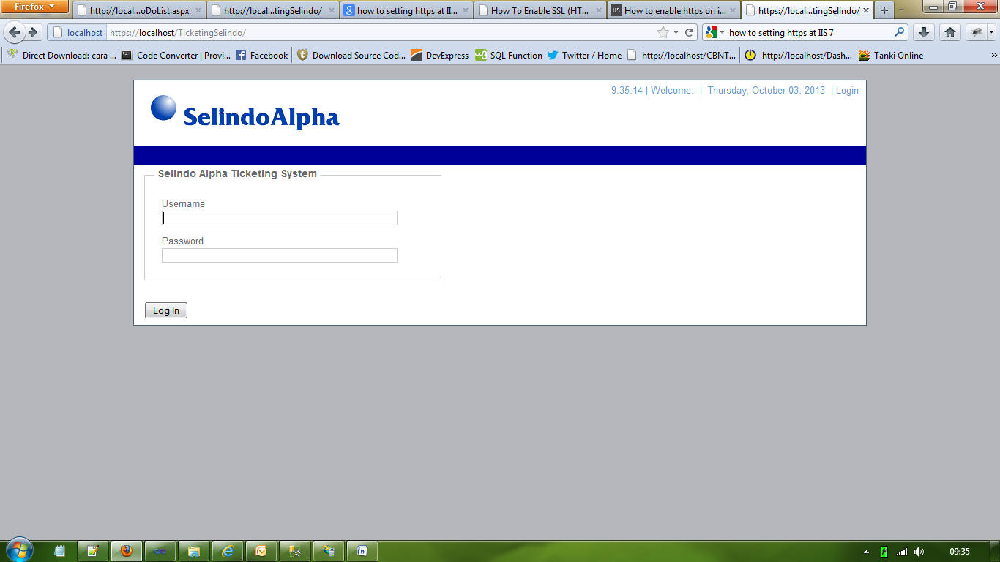 Firefox
http://local...oDoList.aspx
http://local...tingSelindo/
how to setting https at II...
How To Enable SSL (HT...
IIS
How to enable https on i...
https://local...tingSelindo/
localhost
https://localhost/TicketingSelindo/
how to setting https at IIS 7
Direct Download: cara ...
Code Converter | Provi...
Facebook
Download Source Cod...
DevExpress
SQL Function
Twitter / Home
http://localhost/CBNT...
http://localhost/Dash...
Tanki Online
9:35:14 | Welcome: | Thursday, October 03, 2013 | Login
SelindoAlpha
Selindo Alpha Ticketing System
Username
Password
Log In
09:35